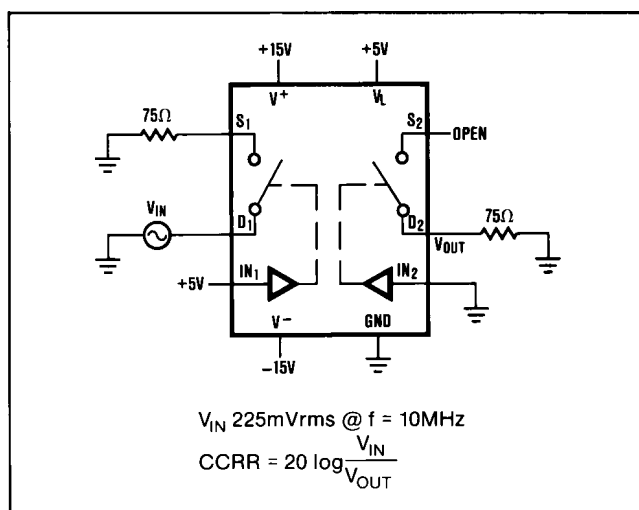 +15V +5V
V+ VL
75Ω S1 S2 OPEN
VIN D1 D2 75Ω
VOUT
+5V IN1 IN2
V− GND
−15V
VIN 225mVrms @ f = 10MHz
CCRR = 20 log VIN
VOUT